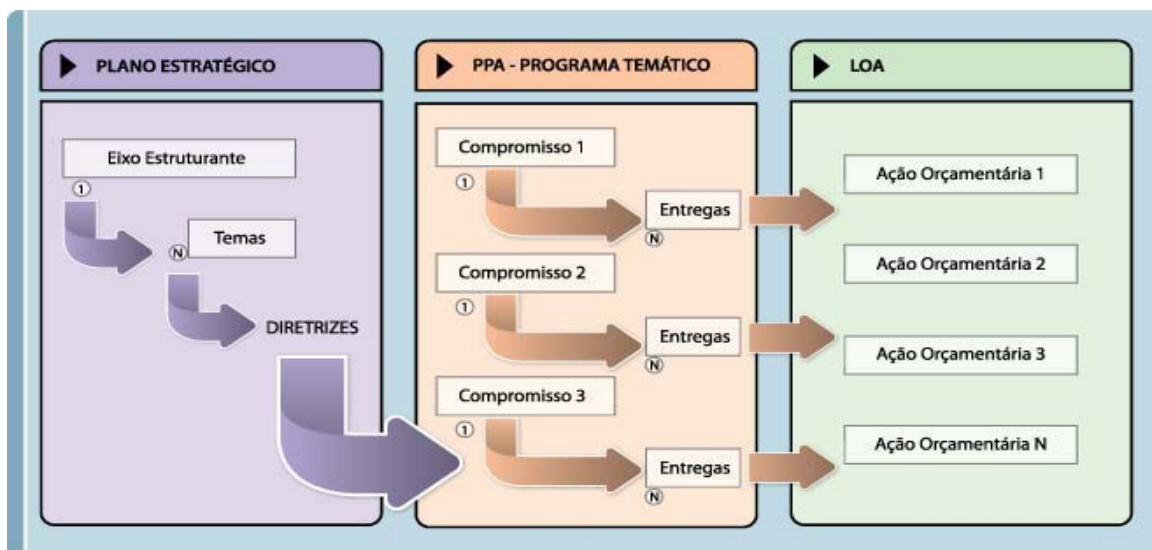 PLANO ESTRATÉGICO
Eixo Estruturante
1
N
Temas
DIRETRIZES
PPA - PROGRAMA TEMÁTICO
Compromisso 1
1
Entregas
N
Compromisso 2
1
Entregas
N
Compromisso 3
1
Entregas
N
LOA
Ação Orçamentária 1
Ação Orçamentária 2
Ação Orçamentária 3
Ação Orçamentária N